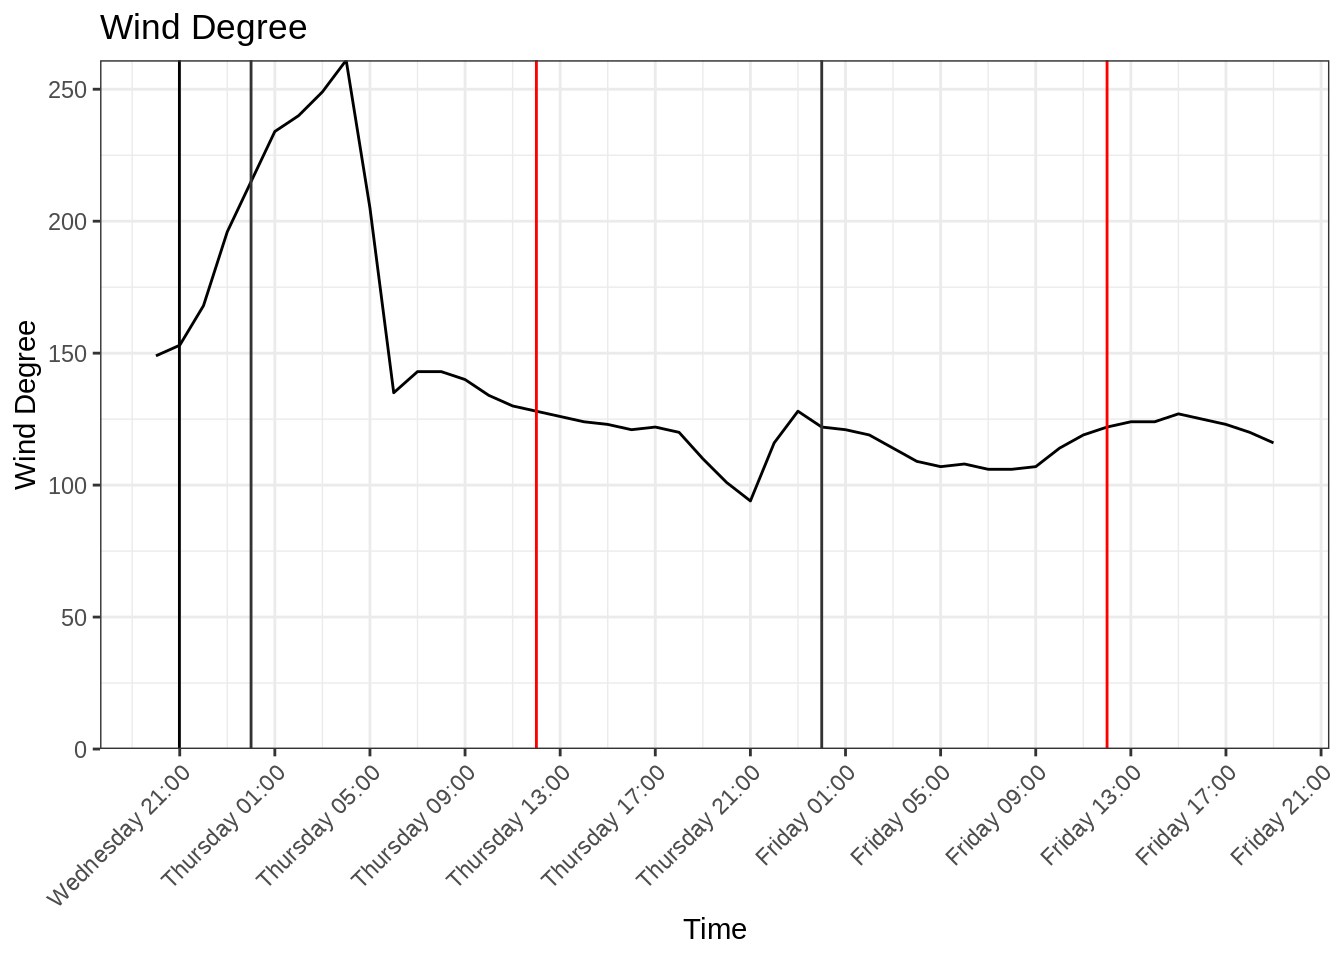 Wind Degree
Wind Degree
250
200
150
100
50
0
Wednesday 21:00
Thursday 01:00
Thursday 05:00
Thursday 09:00
Thursday 13:00
Thursday 17:00
Thursday 21:00
Friday 01:00
Friday 05:00
Friday 09:00
Friday 13:00
Friday 17:00
Friday 21:00
Time